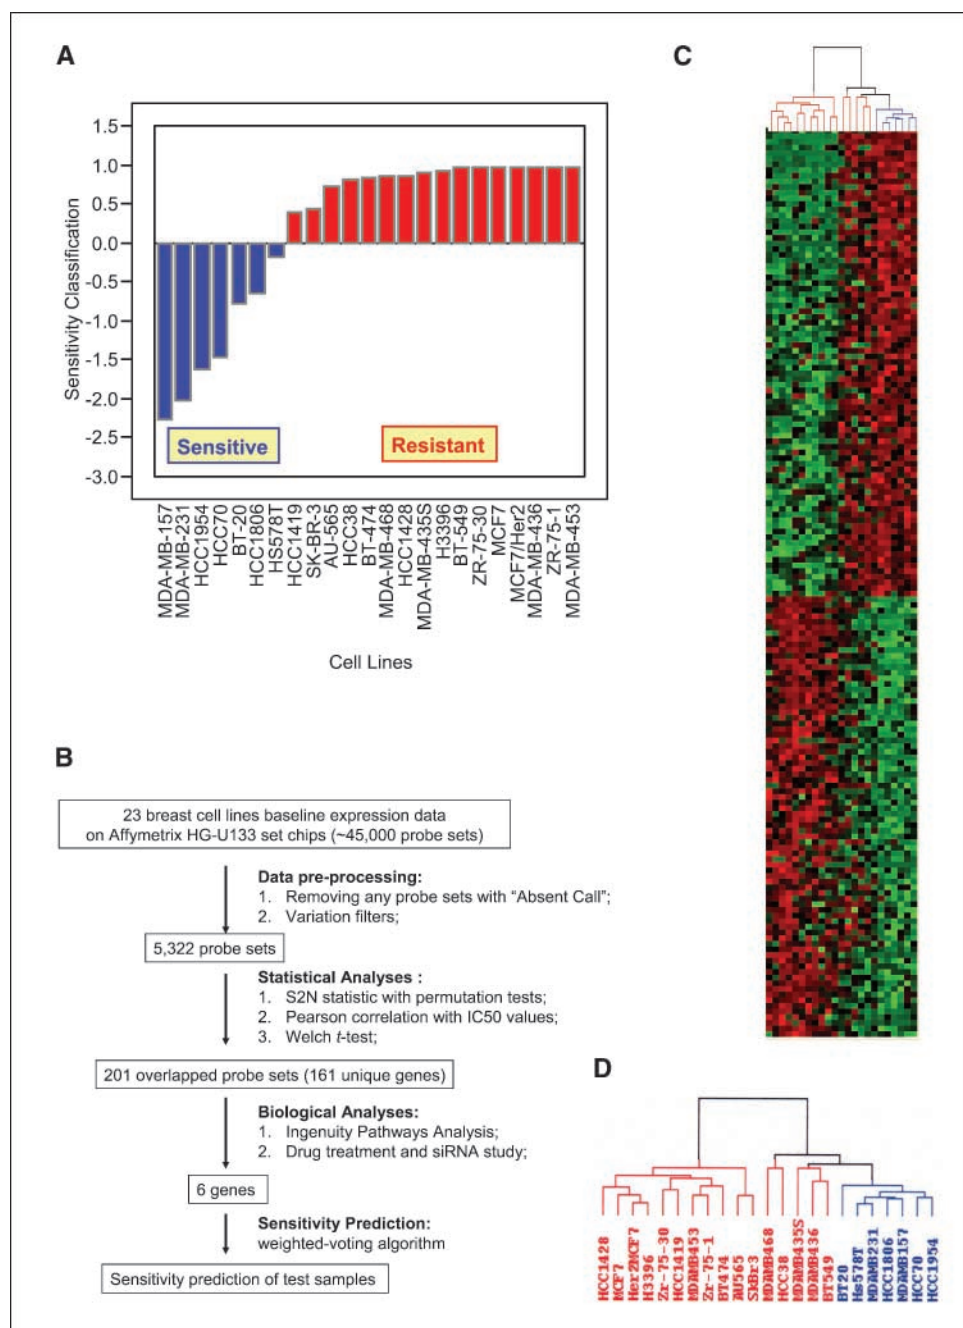 A
1.5
1.0
0.5
0.0
-0.5
-1.0
-1.5
-2.0
-2.5
-3.0
Sensitivity Classification
Sensitive
Resistant
MDA-MB-157
MDA-MB-231
HCC1954
HCC70
BT-20
HCC1806
HS578T
HCC1419
SK-BR-3
AU-565
HCC38
BT-474
MDA-MB-468
HCC1428
MDA-MB-435S
H3396
BT-549
ZR-75-30
MCF7
MCF7/Her2
MDA-MB-436
ZR-75-1
MDA-MB-453
Cell Lines
B
23 breast cell lines baseline expression data
on Affymetrix HG-U133 set chips (~45,000 probe sets)
Data pre-processing:
1. Removing any probe sets with “Absent Call”;
2. Variation filters;
5,322 probe sets
Statistical Analyses :
1. S2N statistic with permutation tests;
2. Pearson correlation with IC50 values;
3. Welch t-test;
201 overlapped probe sets (161 unique genes)
Biological Analyses:
1. Ingenuity Pathways Analysis;
2. Drug treatment and siRNA study;
6 genes
Sensitivity Prediction:
weighted-voting algorithm
Sensitivity prediction of test samples
C
D
HCC1428
MCF7
Her2MCF7
H3396
Zr-75-30
HCC1419
MDAMB453
Zr-75-1
BT474
AU565
SkBr3
MDAMB468
HCC38
MDAMB435S
MDAMB436
BT549
BT20
Hs578T
MDAMB231
HCC1806
MDAMB157
HCC70
HCC1954